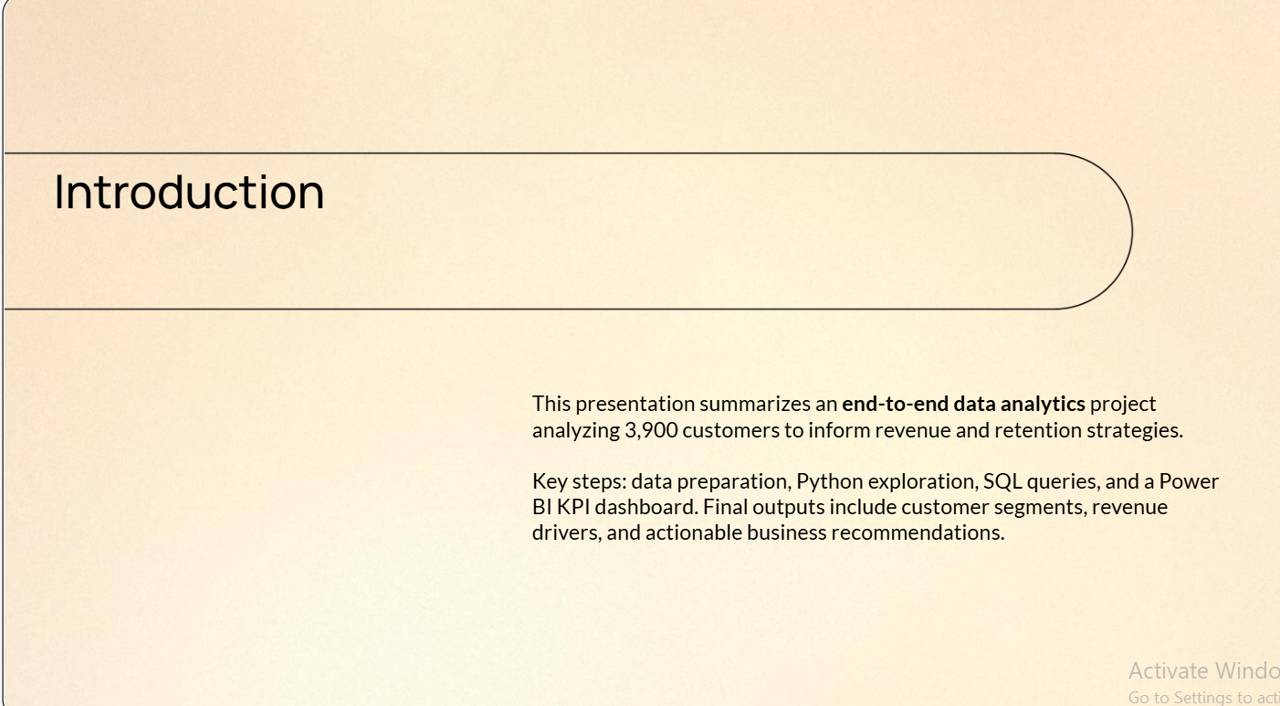 Introduction
This presentation summarizes an end-to-end data analytics project
analyzing 3,900 customers to inform revenue and retention strategies.
Key steps: data preparation, Python exploration, SQL queries, and a Power
BI KPI dashboard. Final outputs include customer segments, revenue
drivers, and actionable business recommendations.
Activate Windo
Go to Settings to acti